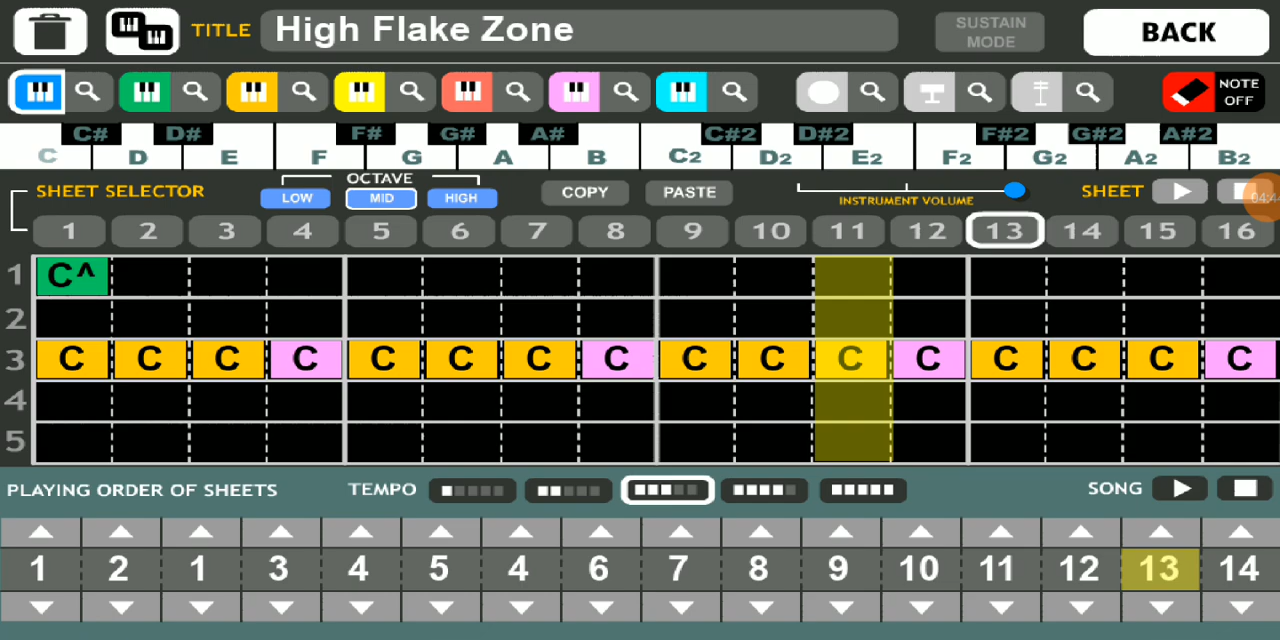 TITLE High Flake Zone SUSTAIN MODE BACK
NOTE OFF
C# D# F# G# A# C#2 D#2 F#2 G#2 A#2
C D E F G A B C2 D2 E2 F2 G2 A2 B2
SHEET SELECTOR OCTAVE LOW MID HIGH COPY PASTE INSTRUMENT VOLUME SHEET
1 2 3 4 5 6 7 8 9 10 11 12 13 14 15 16
1 C^
2
3 C C C C C C C C C C C C C C C C
4
5
PLAYING ORDER OF SHEETS TEMPO SONG
1 2 1 3 4 5 4 6 7 8 9 10 11 12 13 14